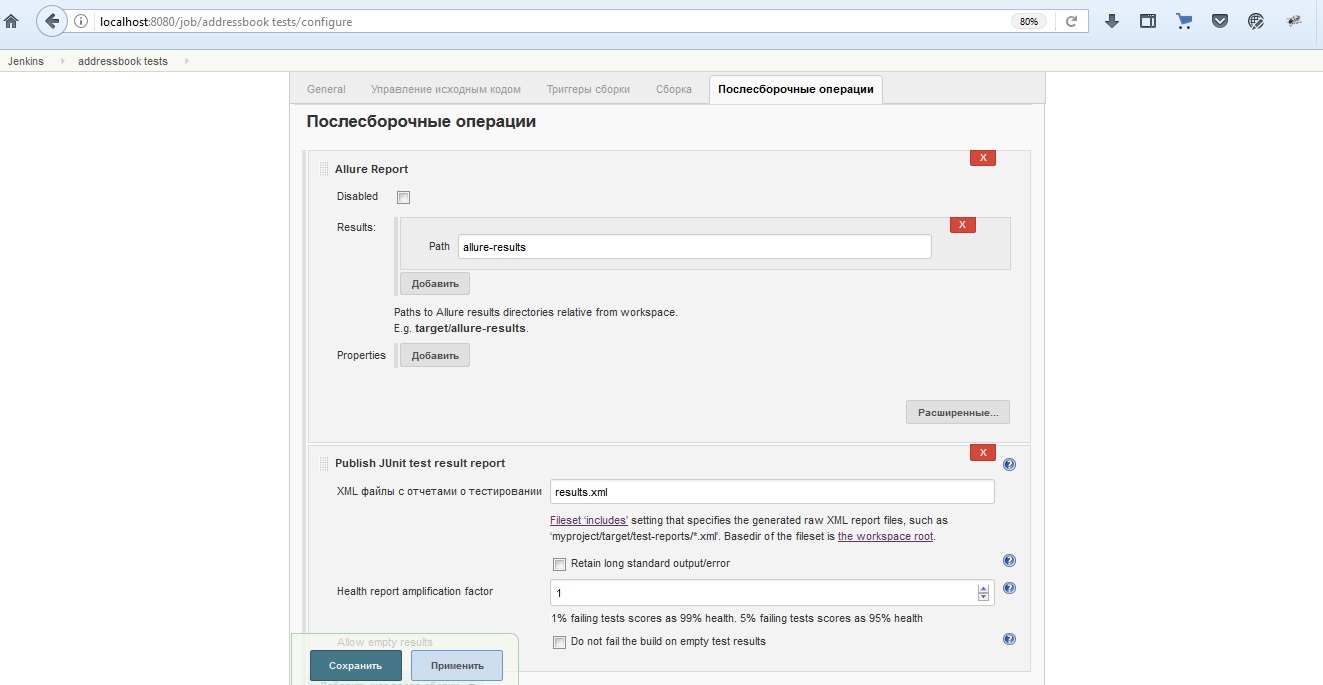 localhost:8080/job/addressbook tests/configure
80%
Jenkins
addressbook tests
General
Управление исходным кодом
Триггеры сборки
Сборка
Послесборочные операции
Послесборочные операции
X
Allure Report
Disabled
Results:
X
Path
allure-results
Добавить
Paths to Allure results directories relative from workspace.
E.g. target/allure-results.
Properties
Добавить
Расширенные...
X
Publish JUnit test result report
XML файлы с отчетами о тестировании
results.xml
Fileset 'includes' setting that specifies the generated raw XML report files, such as
'myproject/target/test-reports/*.xml'. Basedir of the fileset is the workspace root.
Retain long standard output/error
Health report amplification factor
1
1% failing tests scores as 99% health. 5% failing tests scores as 95% health
Allow empty results
Do not fail the build on empty test results
Сохранить
Применить